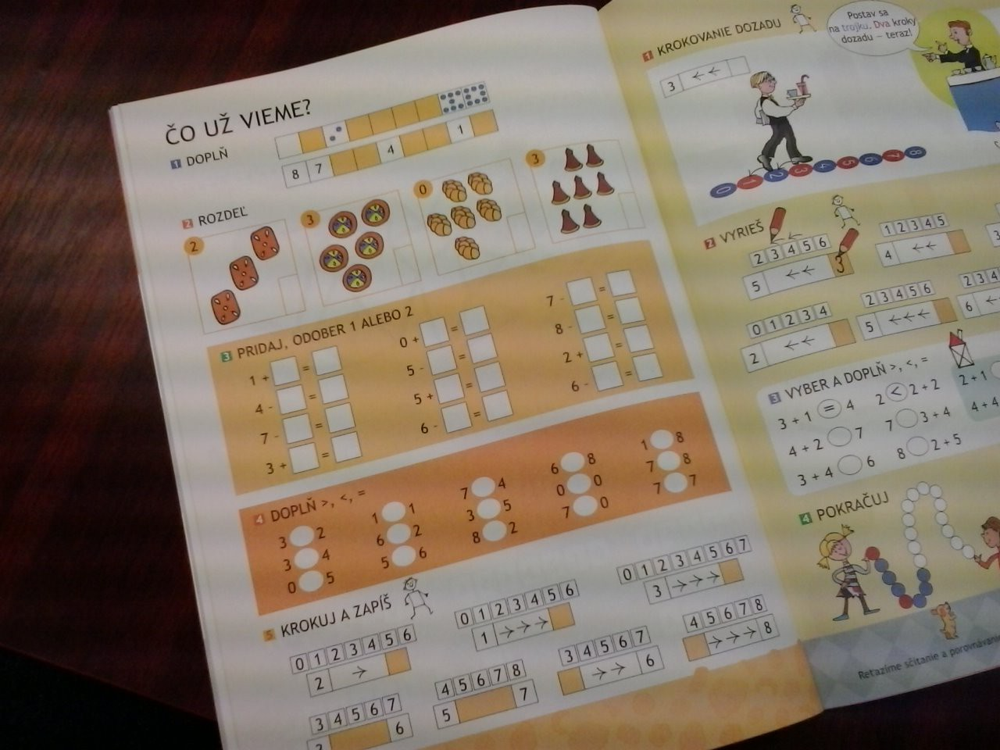 ČO UŽ VIEME?
1 DOPLŇ
8 7 4 1
2 ROZDEĽ
2 3 0 3
3 PRIDAJ, ODOBER 1 ALEBO 2
1 + = 0 + = 7 - =
4 - = 5 - = 8 - =
7 - = 5 + = 2 + =
3 + = 6 - = 6 - =
4 DOPLŇ >, <, =
3 2 1 1 7 4 6 8 1 8
3 4 6 2 3 5 0 0 7 8
0 5 5 6 8 2 7 0 7 7
5 KROKUJ A ZAPÍŠ
0 1 2 3 4 5 6
2 →
0 1 2 3 4 5 6
1 →→→
0 1 2 3 4 5 6 7
3 →→→
3 4 5 6 7
6
4 5 6 7 8
5 7
3 4 5 6 7
→→ 6
4 5 6 7 8
→→→ 8
1 KROKOVANIE DOZADU
Postav sa
na trojku. Dva kroky
dozadu – teraz!
3 ←←
0 1 2 3 4 5 6 7 8
2 VYRIEŠ
2 3 4 5 6
5 ←← 3
1 2 3 4 5
4 ←←
3
0 1 2 3 4
2 ←←
2 3 4 5 6
5 ←←←
2 3 4
6 ←
3 VYBER A DOPLŇ >, <, =
3 + 1 = 4 2 < 2 + 2 2 + 1
4 + 2 7 7 3 + 4 4 + 4
3 + 4 6 8 2 + 5
4 POKRAČUJ
Reťazíme sčítanie a porovnávanie